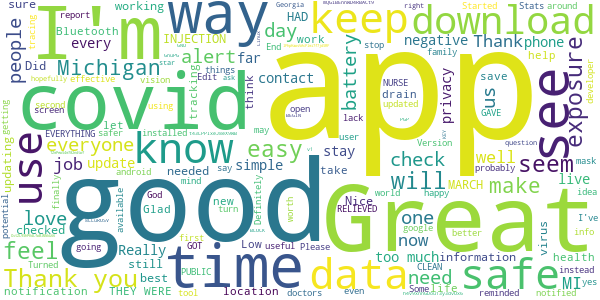 I'm
way
keep
download
covid
app
see
good
Great
use
know
time
data
safe
Michigan
alert
day
far
people
working
Bluetooth
every
HAD
INJECTION
Did
sure
report
tracing
Georgia
Started
Stats
around
right
negative
Thank
phone
help
battery
contact
work
End
stop
family
developer
exposure
us
save
privacy
lack
drain
NURSE
updated
open
think
tracking
Edit
ask
things
star
vision
effective
hopefully
second
using
screen
let
EVERYTHING
safer
installed
getting
updating
everyone
job
update
easy
simple
needed
stay
check
will
well
seem
make
live
mask
idea
I've
info
question
probably
Version
user
may
GAVE
MARCH
take
Nice
RELIEVED
one
now
google
better
happy
world
virus
health
instead
MI
yes
notified
reminded
information
too much
need
CLEAN
Some
life
doctors
even
Low
useful
Please
location
PUBLIC
GOT
first
turn
new
worth
Definitely
say
mind
android
finally
potential
love
checked
feel
Thank you
notification
THEY WERE
tool
best
still
Really
Glad
God
going
Turned
available